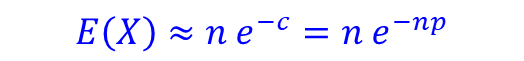 E(X) ≈ n e^{−c} = n e^{−np}